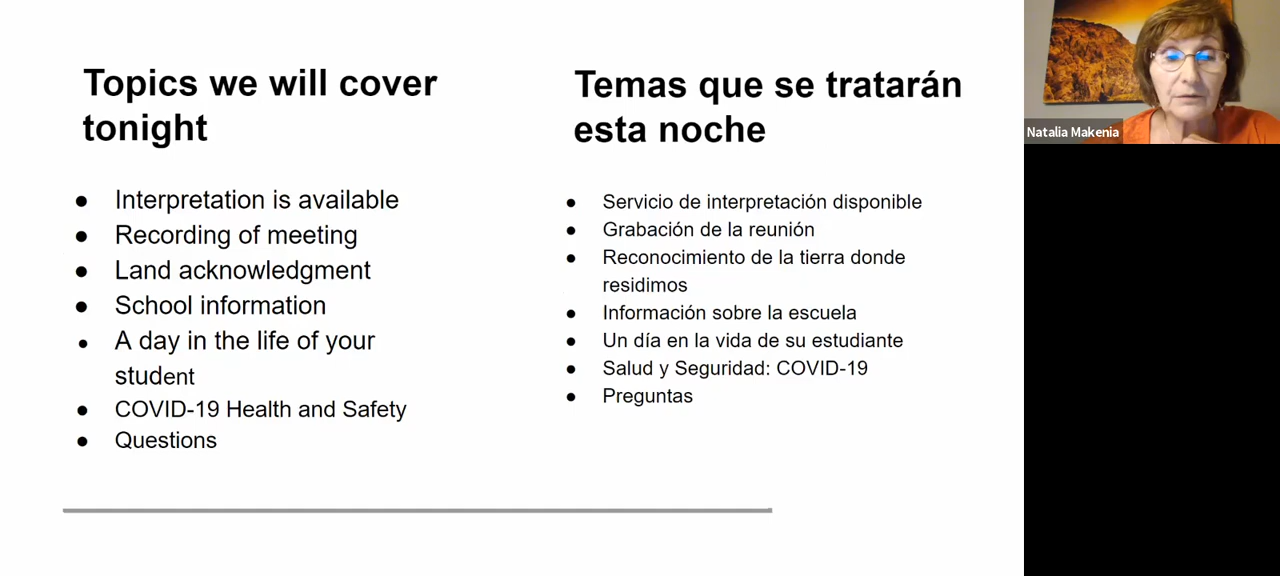 Topics we will cover
tonight
● Interpretation is available
● Recording of meeting
● Land acknowledgment
● School information
● A day in the life of your
student
● COVID-19 Health and Safety
● Questions
Temas que se tratarán
esta noche
● Servicio de interpretación disponible
● Grabación de la reunión
● Reconocimiento de la tierra donde
residimos
● Información sobre la escuela
● Un día en la vida de su estudiante
● Salud y Seguridad: COVID-19
● Preguntas
Natalia Makenia